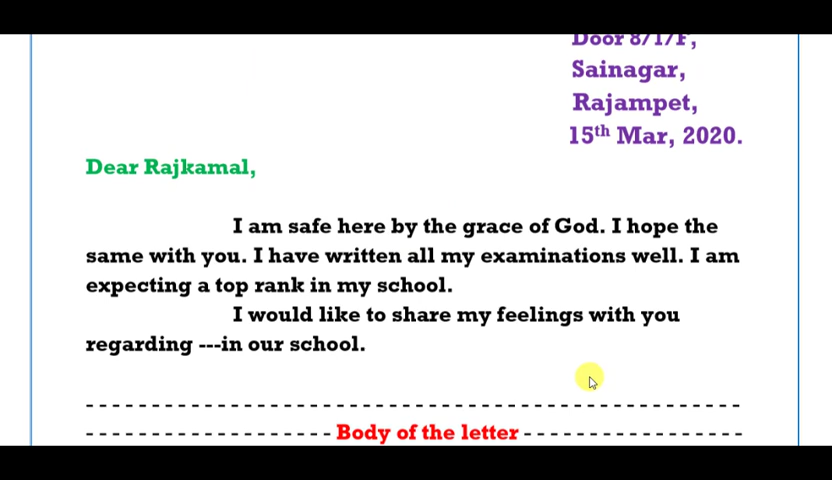 Door 8/1/F,
Sainagar,
Rajampet,
15th Mar, 2020.
Dear Rajkamal,
I am safe here by the grace of God. I hope the
same with you. I have written all my examinations well. I am
expecting a top rank in my school.
I would like to share my feelings with you
regarding ---in our school.
- - - - - - - - - - - - - - - - - - - - - - - - - - - - - - - - - - - - - - - - - - - - - - - - - -
- - - - - - - - - - - - - - - - - - - Body of the letter - - - - - - - - - - - - - - - - -